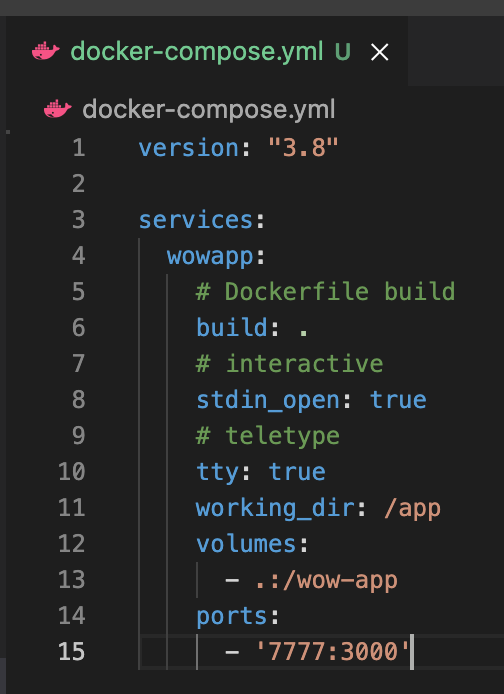 docker-compose.yml U
docker-compose.yml
1 version: "3.8"
2
3 services:
4 wowapp:
5 # Dockerfile build
6 build: .
7 # interactive
8 stdin_open: true
9 # teletype
10 tty: true
11 working_dir: /app
12 volumes:
13 - .:/wow-app
14 ports:
15 - '7777:3000'